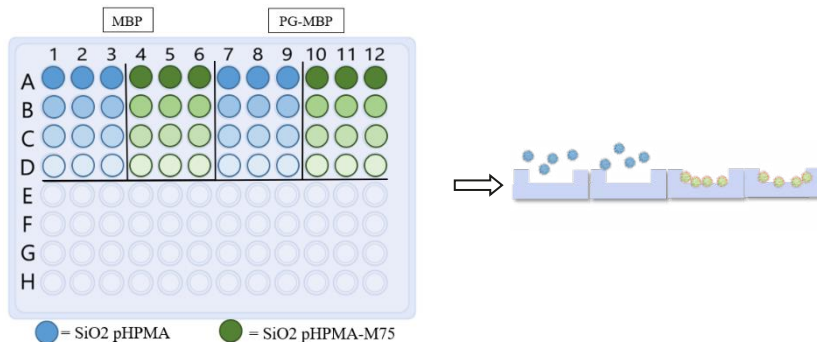 MBP PG-MBP
1 2 3 4 5 6 7 8 9 10 11 12
A
B
C
D
E
F
G
H
= SiO2 pHPMA = SiO2 pHPMA-M75